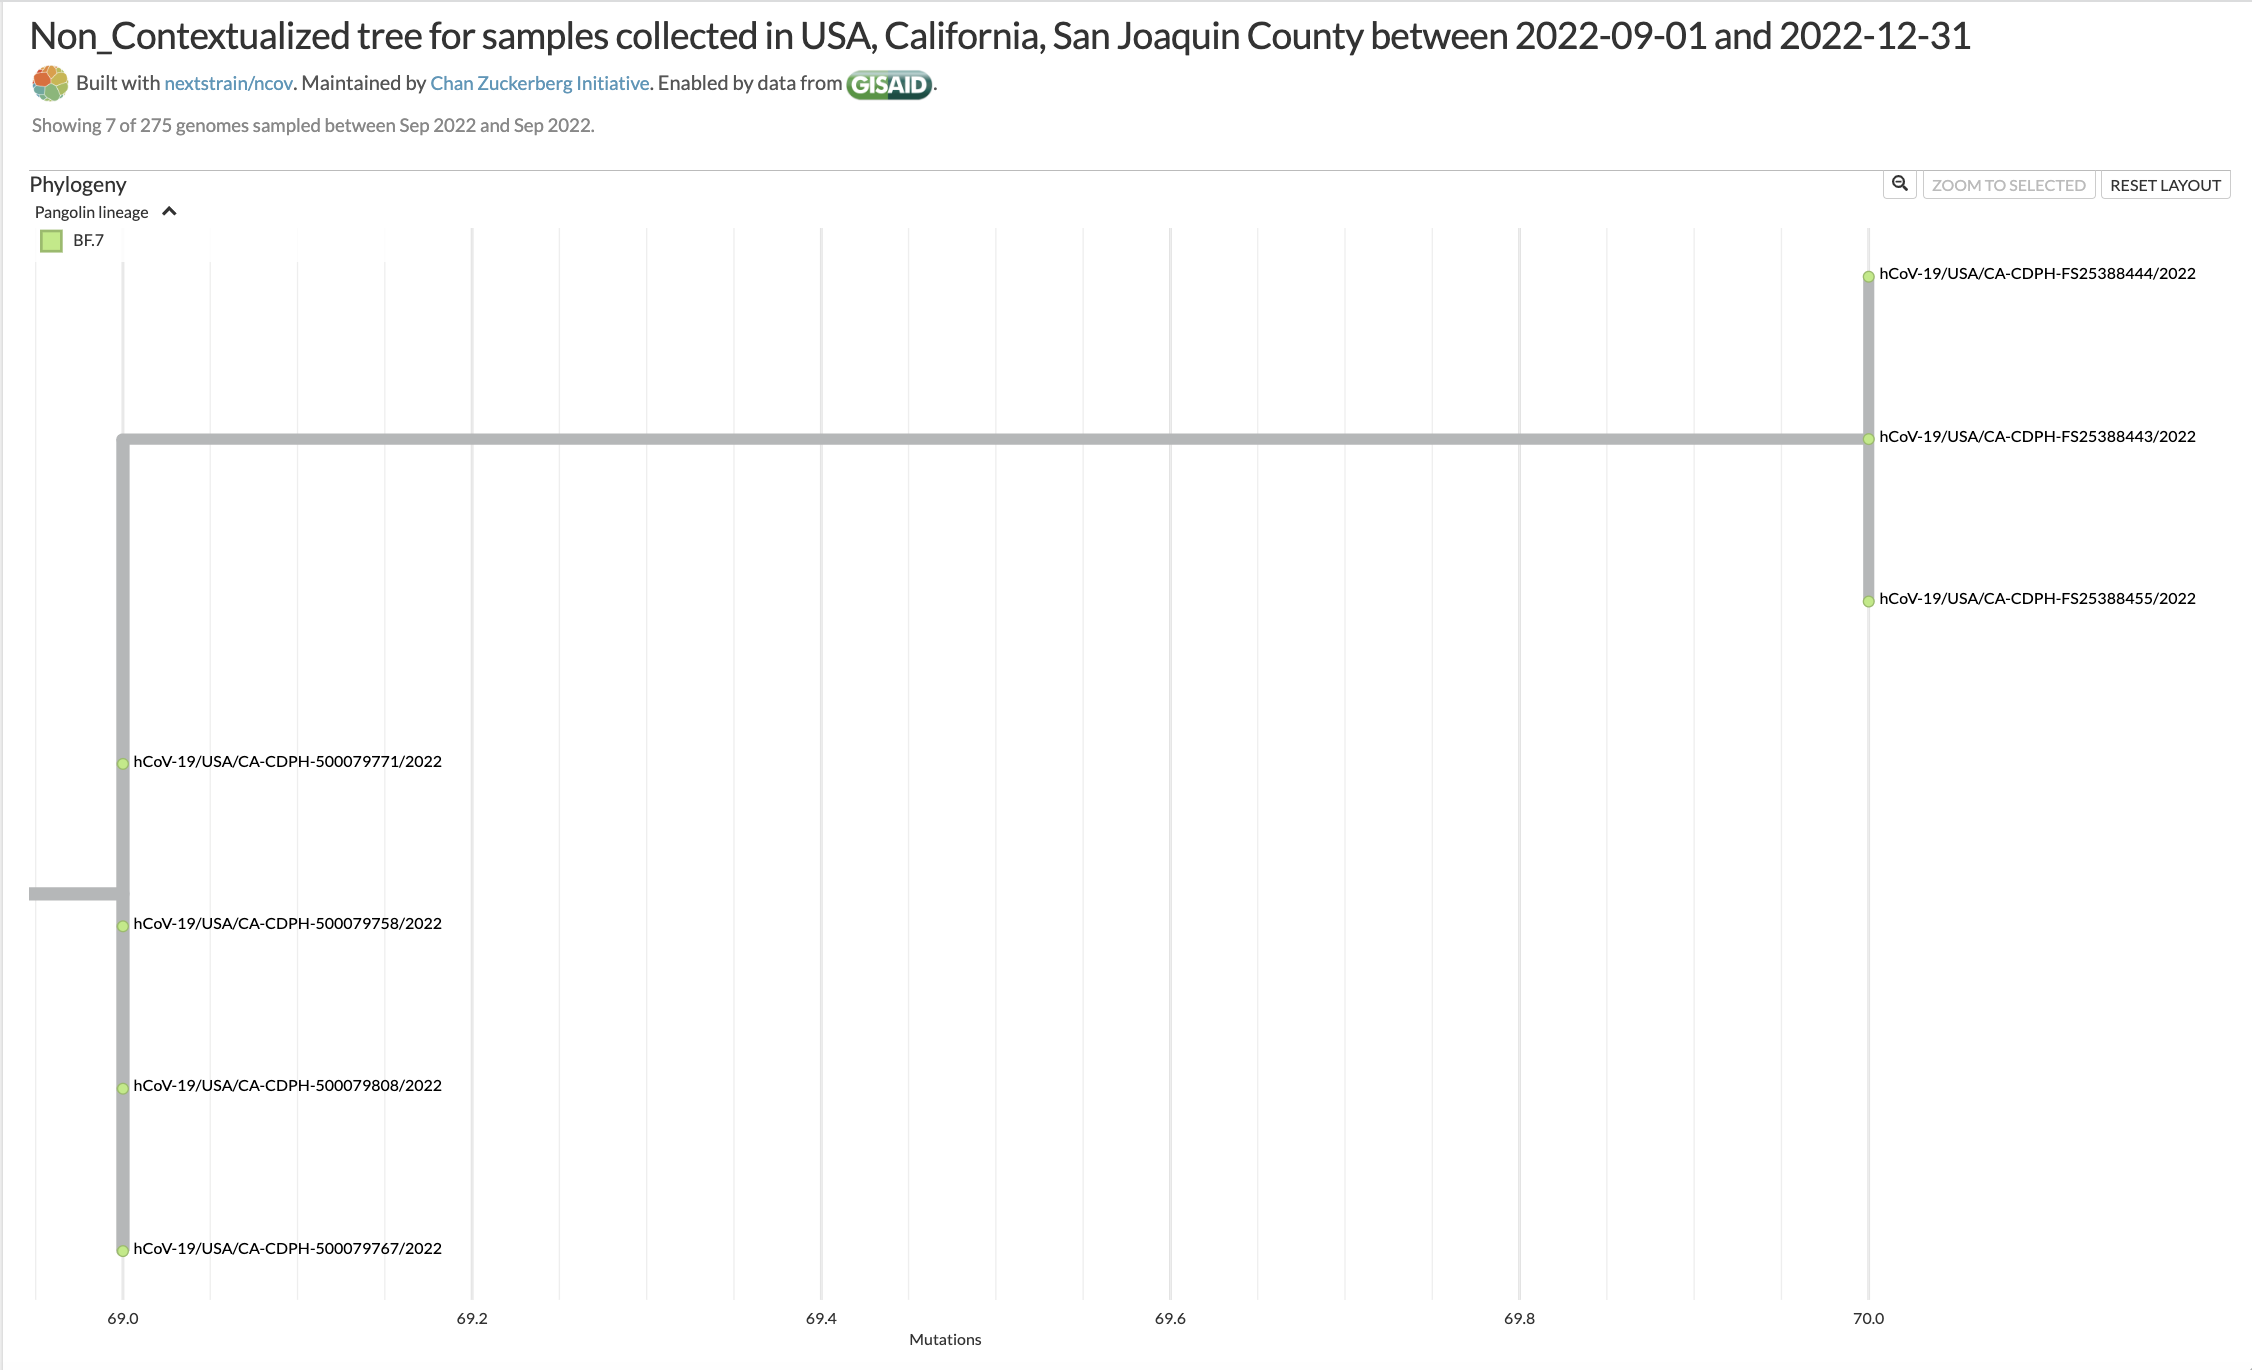 Non_Contextualized tree for samples collected in USA, California, San Joaquin County between 2022-09-01 and 2022-12-31
Built with nextstrain/ncov. Maintained by Chan Zuckerberg Initiative. Enabled by data from GISAID.
Showing 7 of 275 genomes sampled between Sep 2022 and Sep 2022.
Phylogeny
ZOOM TO SELECTED
RESET LAYOUT
Pangolin lineage
BF.7
hCoV-19/USA/CA-CDPH-FS25388444/2022
hCoV-19/USA/CA-CDPH-FS25388443/2022
hCoV-19/USA/CA-CDPH-FS25388455/2022
hCoV-19/USA/CA-CDPH-500079771/2022
hCoV-19/USA/CA-CDPH-500079758/2022
hCoV-19/USA/CA-CDPH-500079808/2022
hCoV-19/USA/CA-CDPH-500079767/2022
69.0 69.2 69.4 69.6 69.8 70.0
Mutations